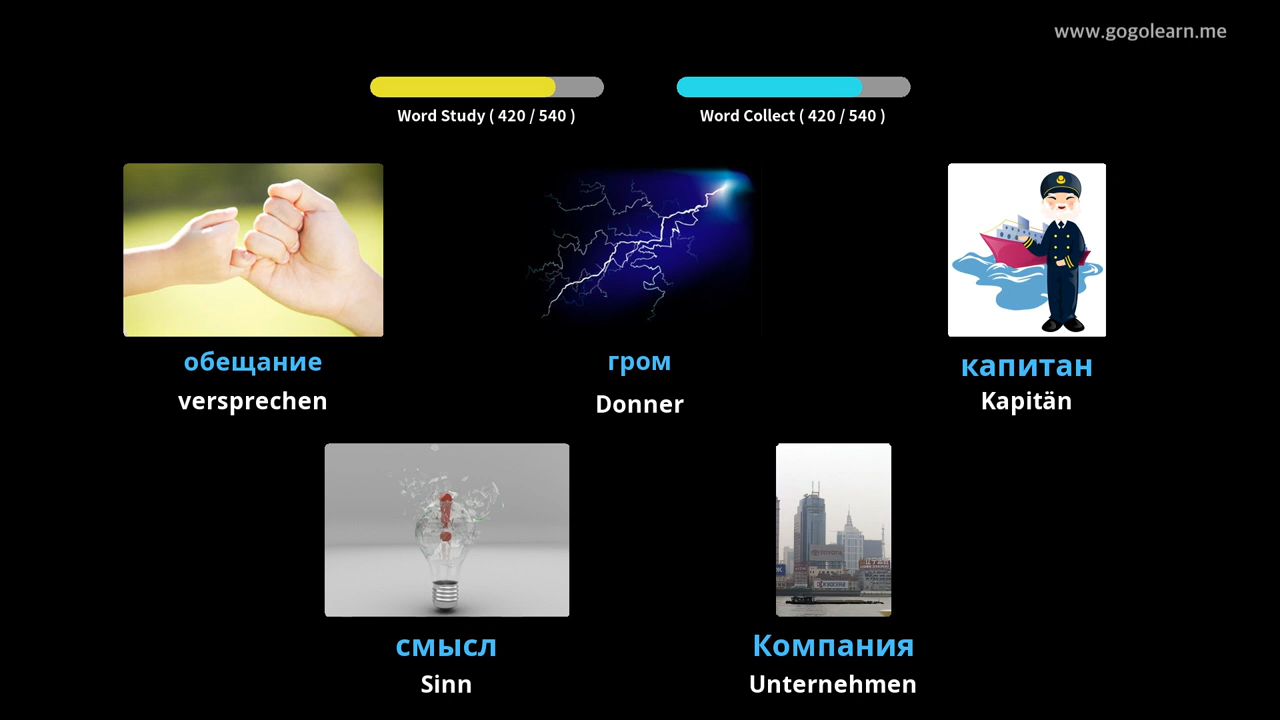 www.gogolearn.me
Word Study ( 420 / 540 )
Word Collect ( 420 / 540 )
обещание
гром
капитан
versprechen
Donner
Kapitän
TOYOTA
смысл
Компания
Sinn
Unternehmen